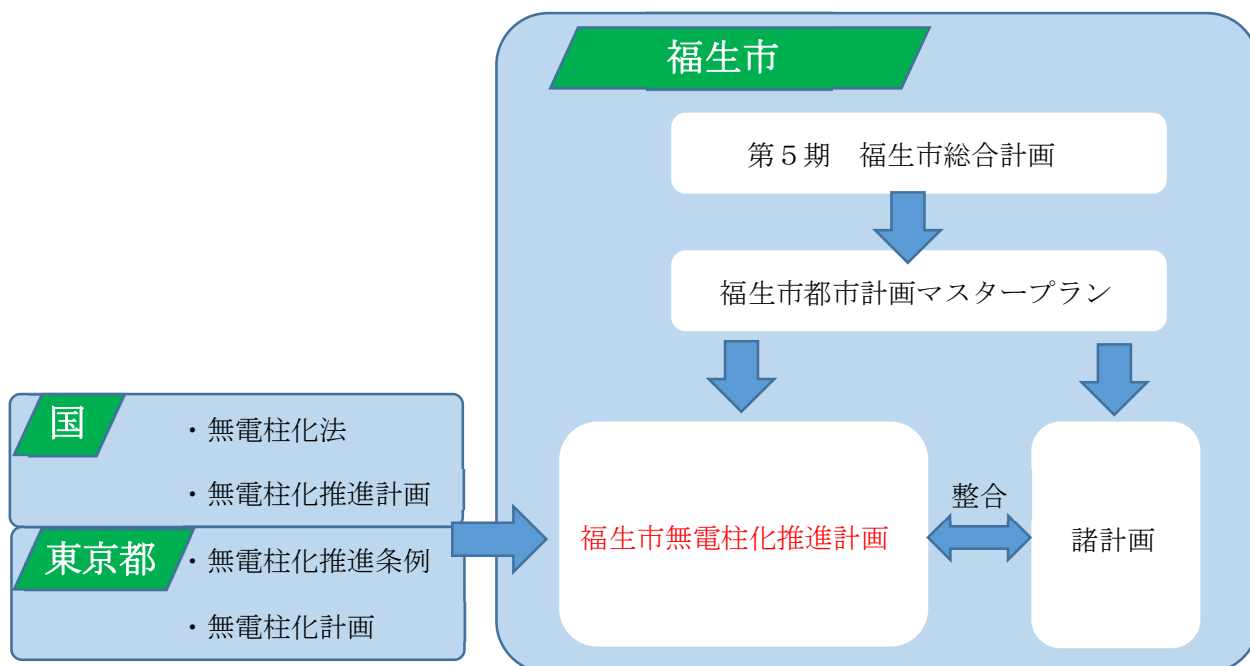 福生市
第５期　福生市総合計画
福生市都市計画マスタープラン
国
・無電柱化法
・無電柱化推進計画
東京都
・無電柱化推進条例
・無電柱化計画
福生市無電柱化推進計画
整合
諸計画